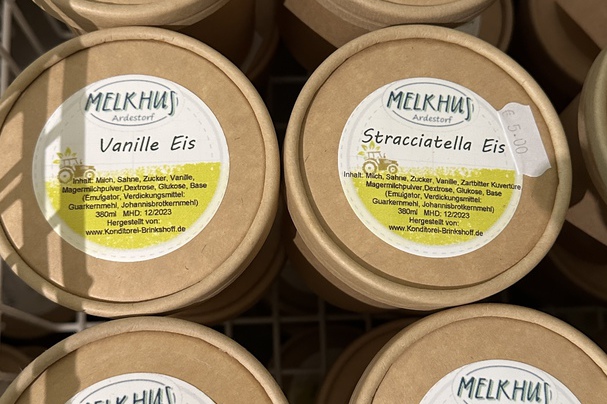 MELKHUS
Ardestorf
Vanille Eis
Inhalt: Milch, Sahne, Zucker, Vanille,
Magermilchpulver,Dextrose, Glukose, Base
(Emulgator, Verdickungsmittel:
Guarkernmehl, Johannisbrotkernmehl)
380ml MHD: 12/2023
Hergestellt von:
www.Konditorei-Brinkshoff.de
MELKHUS
Ardestorf
Stracciatella Eis
€ 5.00
Inhalt: Milch, Sahne, Zucker, Vanille, Zartbitter Kuvertüre
Magermilchpulver,Dextrose, Glukose, Base
(Emulgator, Verdickungsmittel:
Guarkernmehl, Johannisbrotkernmehl)
380ml MHD: 12/2023
Hergestellt von:
www.Konditorei-Brinkshoff.de
MELKHUS
MELKHUS